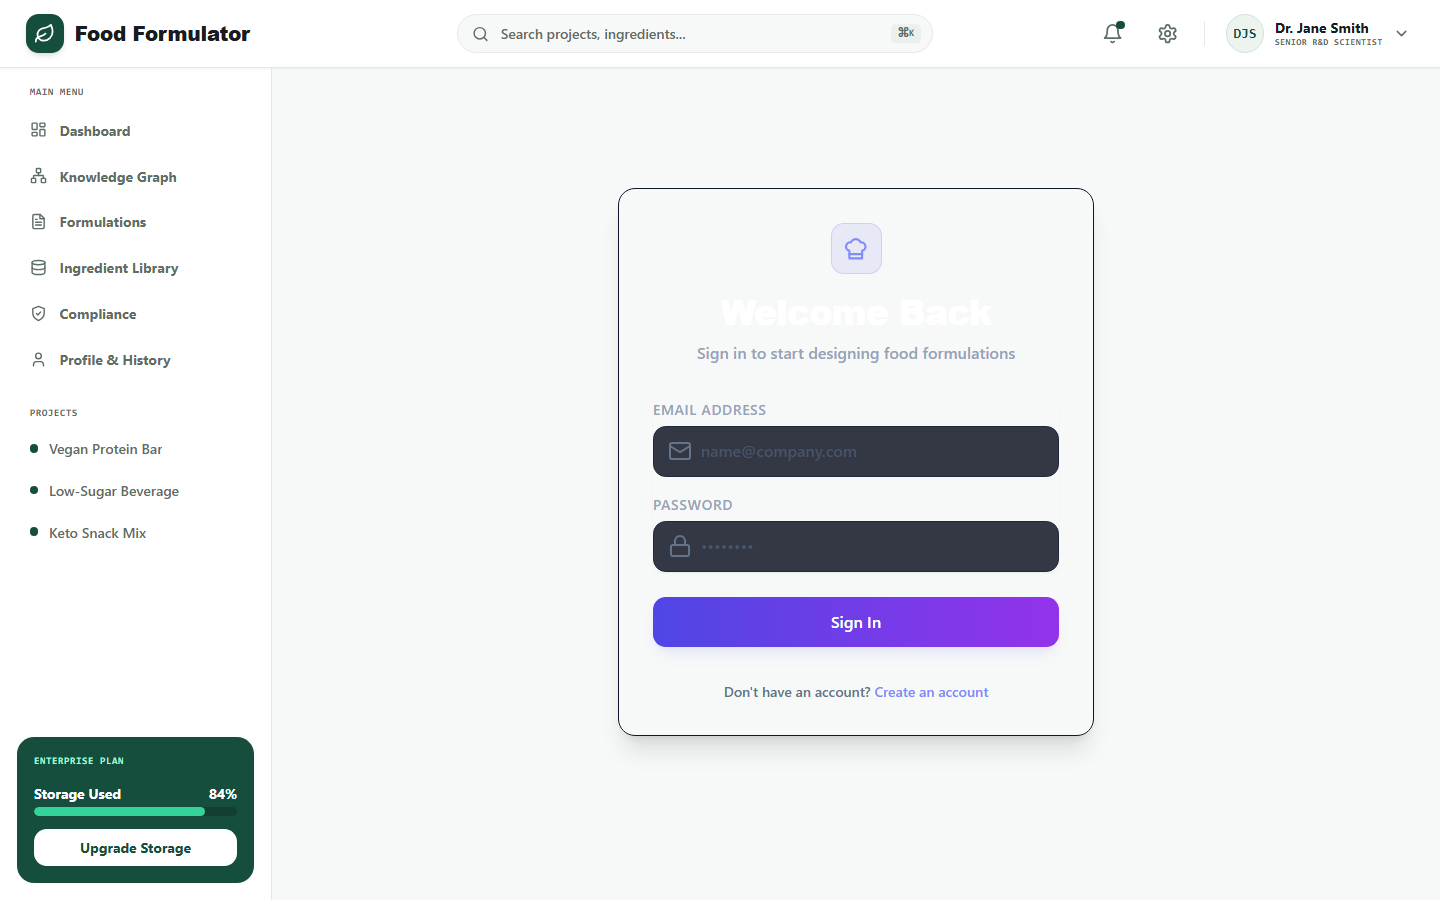 Food Formulator
Search projects, ingredients...
⌘K
DJS
Dr. Jane Smith
SENIOR R&D SCIENTIST
MAIN MENU
Dashboard
Knowledge Graph
Formulations
Ingredient Library
Compliance
Profile & History
PROJECTS
Vegan Protein Bar
Low-Sugar Beverage
Keto Snack Mix
ENTERPRISE PLAN
Storage Used 84%
Upgrade Storage
Welcome Back
Sign in to start designing food formulations
EMAIL ADDRESS
name@company.com
PASSWORD
••••••••
Sign In
Don't have an account? Create an account